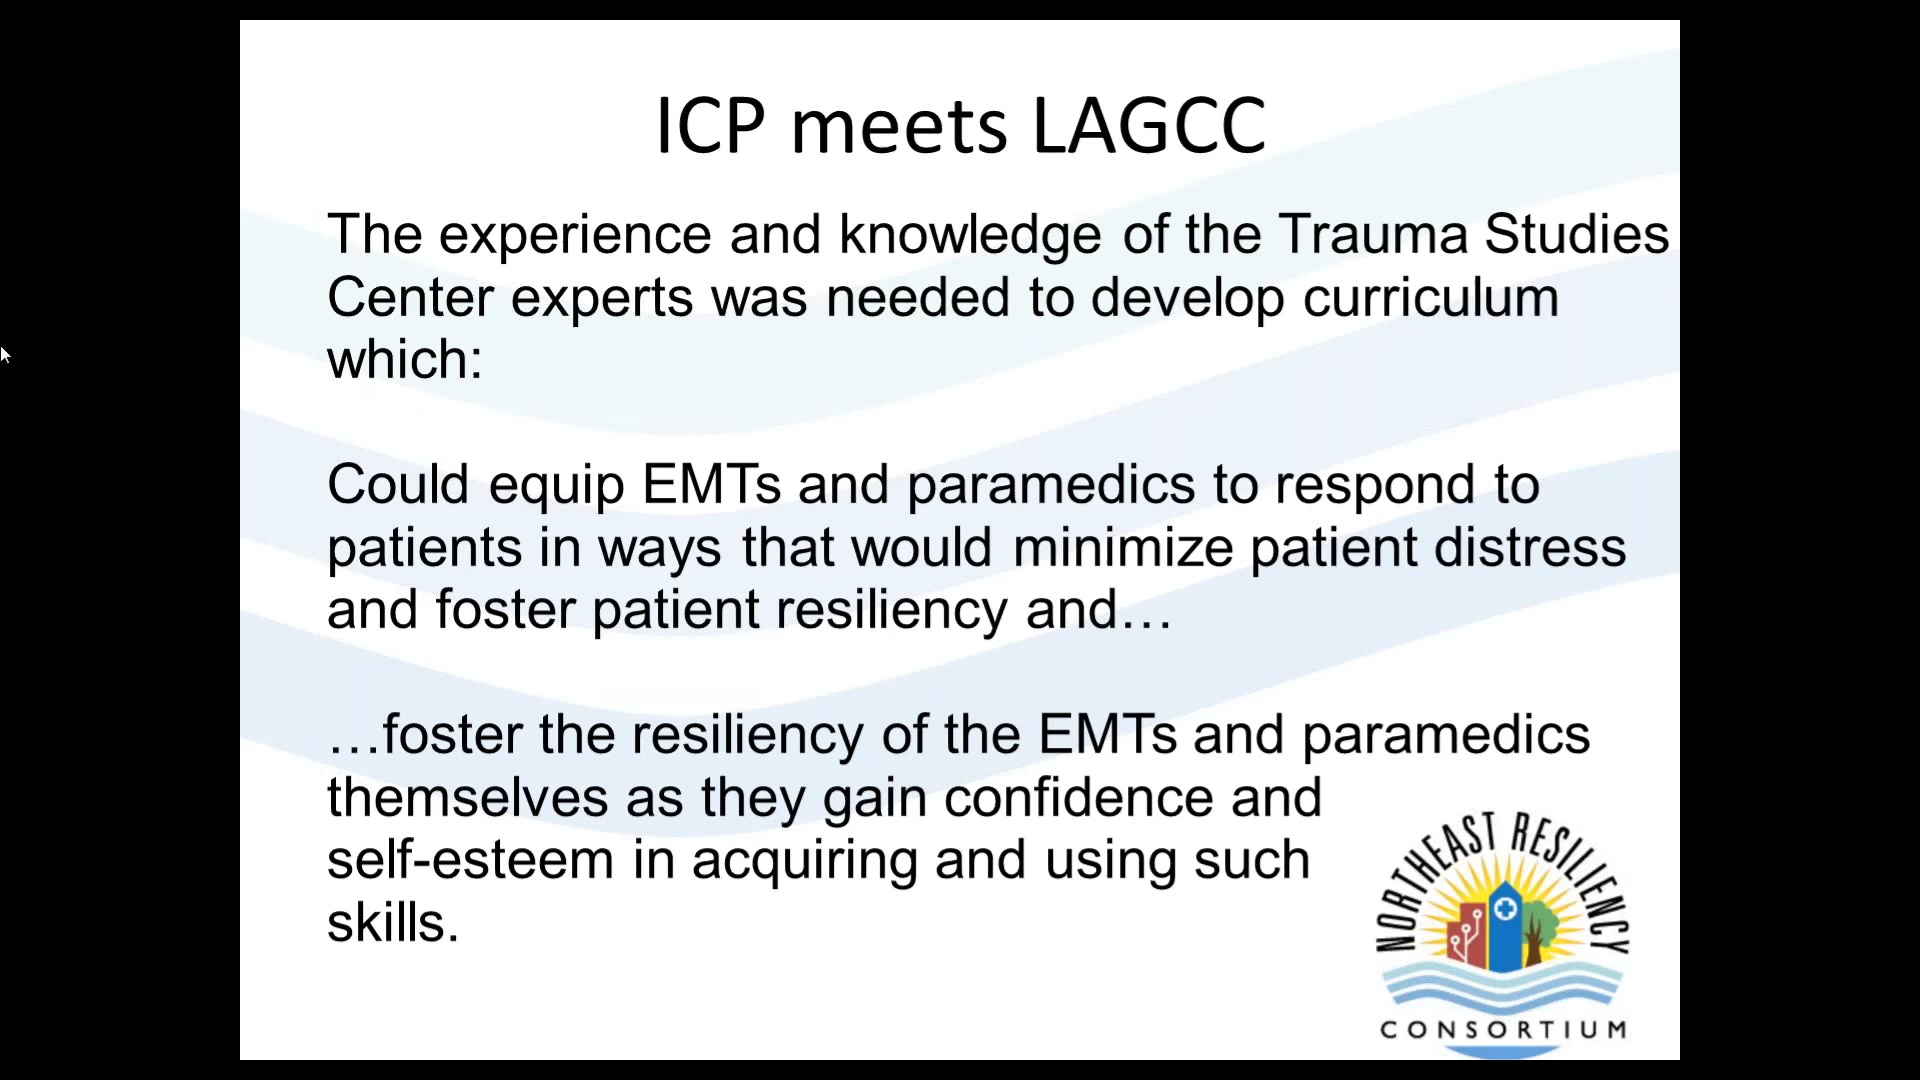 ICP meets LAGCC
The experience and knowledge of the Trauma Studies
Center experts was needed to develop curriculum
which:
Could equip EMTs and paramedics to respond to
patients in ways that would minimize patient distress
and foster patient resiliency and…
…foster the resiliency of the EMTs and paramedics
themselves as they gain confidence and
self-esteem in acquiring and using such
skills.
NORTHEAST RESILIENCY
CONSORTIUM